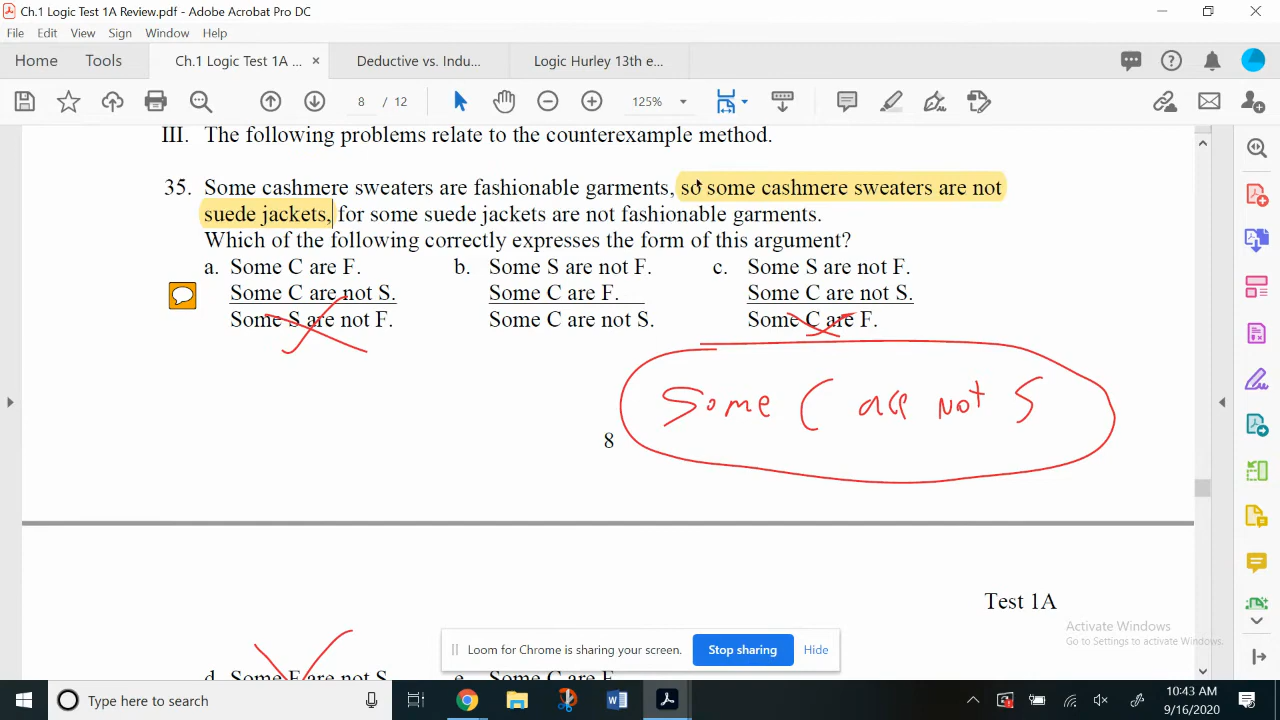 Ch.1 Logic Test 1A Review.pdf - Adobe Acrobat Pro DC
File Edit View Sign Window Help
Home Tools Ch.1 Logic Test 1A ... × Deductive vs. Indu... Logic Hurley 13th e...
8 / 12 125%
III. The following problems relate to the counterexample method.
35. Some cashmere sweaters are fashionable garments, so some cashmere sweaters are not
suede jackets, for some suede jackets are not fashionable garments.
Which of the following correctly expresses the form of this argument?
a. Some C are F. b. Some S are not F. c. Some S are not F.
Some C are not S. Some C are F. Some C are not S.
Some S are not F. Some C are not S. Some C are F.
Some C are not S
8
Test 1A
Activate Windows
Go to Settings to activate Windows.
Loom for Chrome is sharing your screen. Stop sharing Hide
d. Some F are not S. e. Some C are F.
Type here to search
10:43 AM
9/16/2020